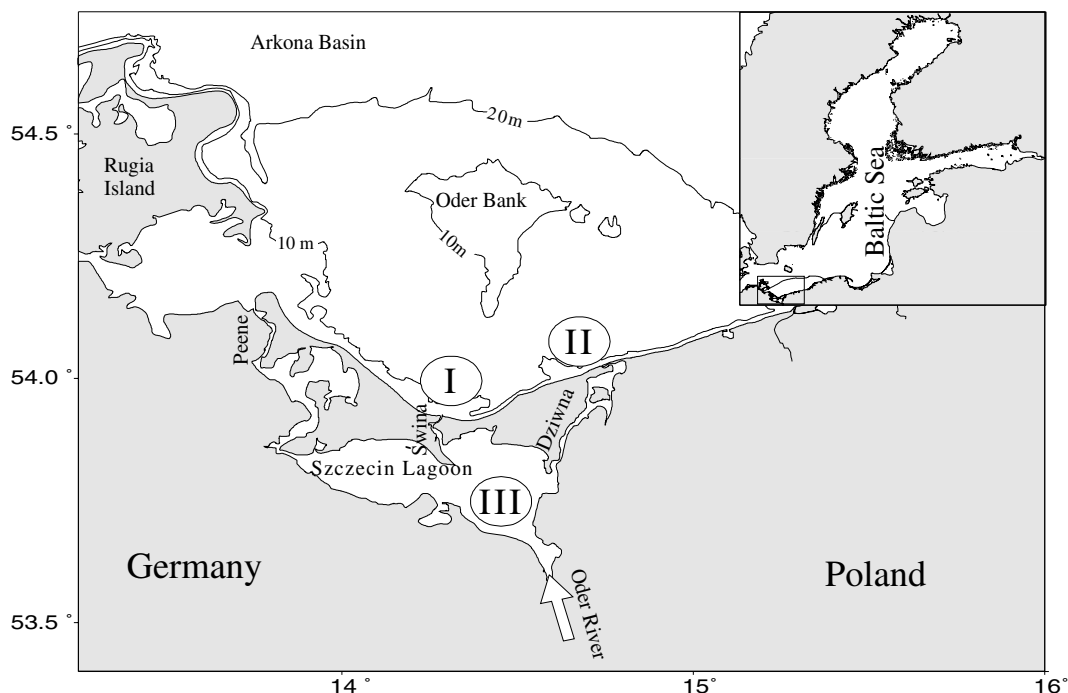 Arkona Basin
20m
54.5 °
Rugia
Island
Oder Bank
Baltic Sea
10 m
10m
Peene
II
54.0 °
I
Świna
Dziwna
Szczecin Lagoon
III
Germany
Poland
Oder River
53.5 °
14 °
15 °
16 °